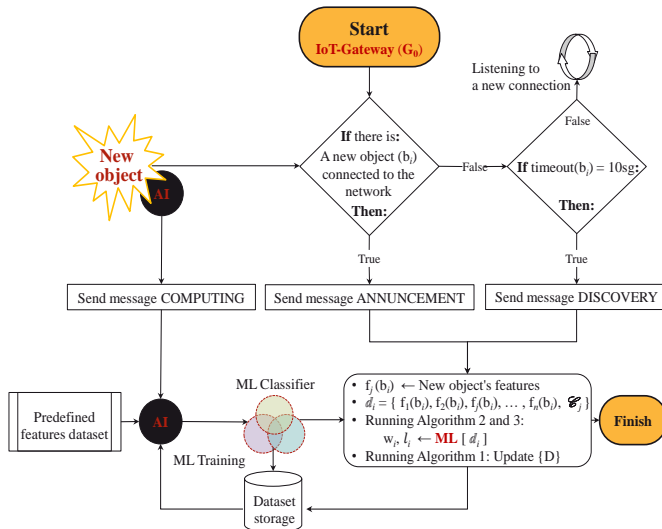 Start
IoT-Gateway (G₀)
Listening to
a new connection
False
New
object
AI
If there is:
A new object (bᵢ)
connected to the
network
Then:
False
If timeout(bᵢ) = 10sg:
Then:
True
True
Send message COMPUTING
Send message ANNUNCEMENT
Send message DISCOVERY
ML Classifier
Predefined
features dataset
AI
ML Training
Dataset
storage
• fⱼ (bᵢ) ← New object's features
• 𝒹ᵢ = { f₁(bᵢ), f₂(bᵢ), fⱼ(bᵢ), … , fₙ(bᵢ), 𝒞ⱼ }
• Running Algorithm 2 and 3:
wᵢ, lᵢ ← ML [ 𝒹ᵢ ]
• Running Algorithm 1: Update {D}
Finish